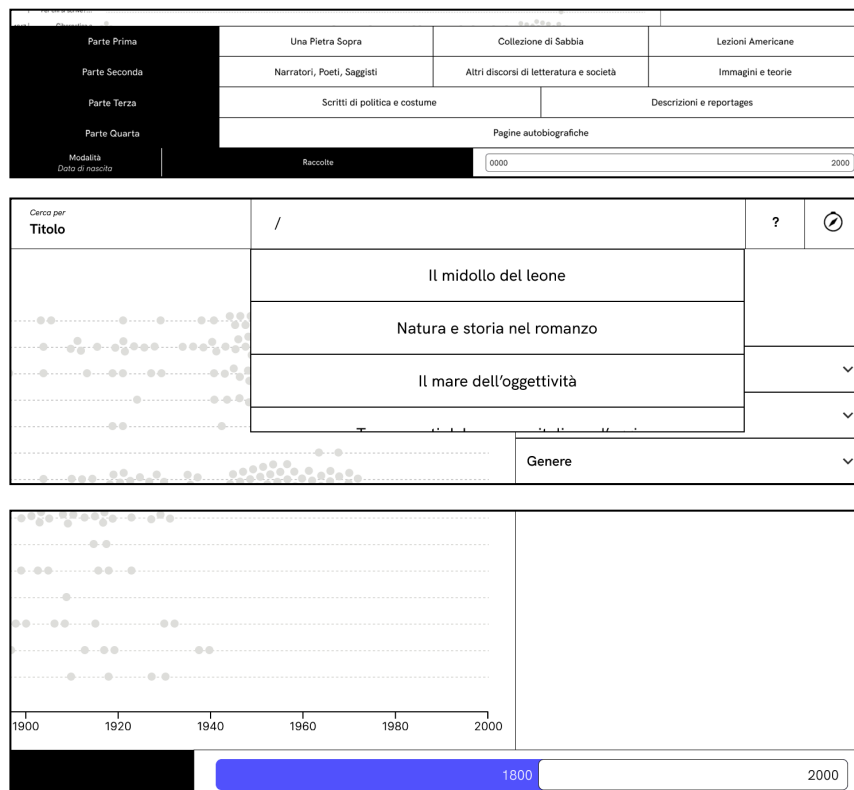 Parte Prima
Una Pietra Sopra
Collezione di Sabbia
Lezioni Americane
Parte Seconda
Narratori, Poeti, Saggisti
Altri discorsi di letteratura e società
Immagini e teorie
Parte Terza
Scritti di politica e costume
Descrizioni e reportages
Parte Quarta
Pagine autobiografiche
Modalità
Data di nascita
Raccolte
0000
2000
Cerca per
Titolo
/
?
Il midollo del leone
Natura e storia nel romanzo
Il mare dell'oggettività
Genere
1900
1920
1940
1960
1980
2000
1800
2000